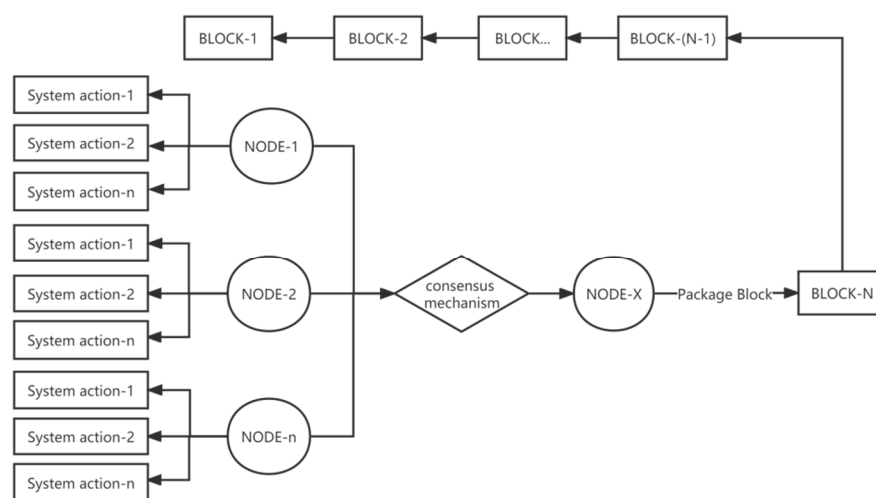 BLOCK-1
BLOCK-2
BLOCK...
BLOCK-(N-1)
System action-1
System action-2
System action-n
NODE-1
System action-1
System action-2
System action-n
NODE-2
consensus
mechanism
NODE-X
Package Block
BLOCK-N
System action-1
System action-2
System action-n
NODE-n